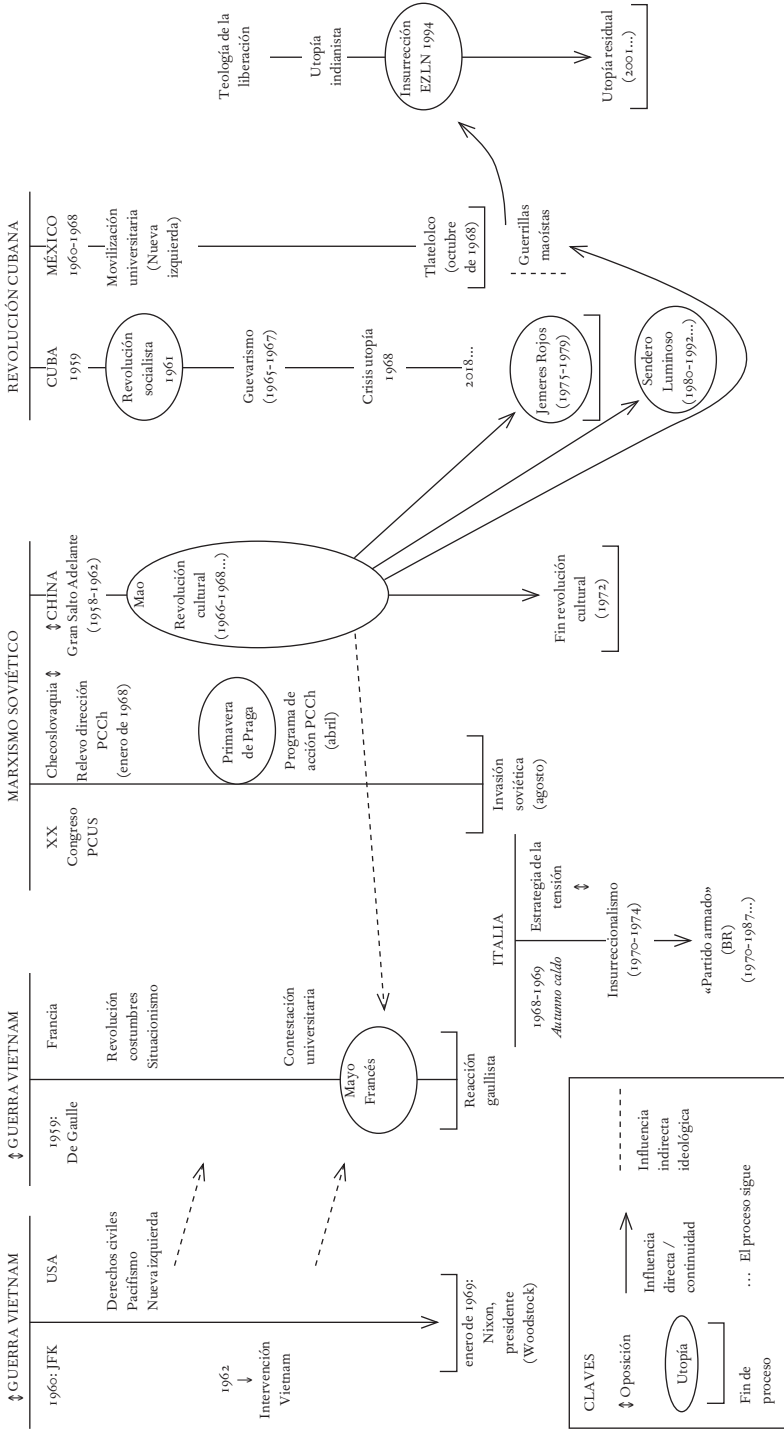 ⇕ GUERRA VIETNAM
1960: JFK
USA
Derechos civiles
Pacifismo
Nueva izquierda
1962
Intervención
Vietnam
enero de 1969:
Nixon,
presidente
(Woodstock)
⇕ GUERRA VIETNAM
1959:
De Gaulle
Francia
Revolución
costumbres
Situacionismo
Contestación
universitaria
Mayo
Francés
Reacción
gaullista
MARXISMO SOVIÉTICO
XX
Congreso
PCUS
Checoslovaquia ⇕
Relevo dirección
PCCh
(enero de 1968)
Primavera
de Praga
Programa de
acción PCCh
(abril)
Invasión
soviética
(agosto)
⇕ CHINA
Gran Salto Adelante
(1958-1962)
Mao
Revolución
cultural
(1966-1968...)
Fin revolución
cultural
(1972)
ITALIA
1968-1969
Autunno caldo
Estrategia de la
tensión
⇕
Insurreccionalismo
(1970-1974)
«Partido armado»
(BR)
(1970-1987...)
REVOLUCIÓN CUBANA
CUBA
1959
Revolución
socialista
1961
Guevarismo
(1965-1967)
Crisis utopía
1968
2018...
Jemeres Rojos
(1975-1979)
Sendero
Luminoso
(1980-1992...)
MÉXICO
1960-1968
Movilización
universitaria
(Nueva
izquierda)
Tlatelolco
(octubre
de 1968)
Guerrillas
maoístas
Teología de la
liberación
Utopía
indianista
Insurrección
EZLN 1994
Utopía residual
(2001...)
CLAVES
⇕ Oposición
Utopía
Fin de
proceso
Influencia
directa /
continuidad
Influencia
indirecta
ideológica
... El proceso sigue